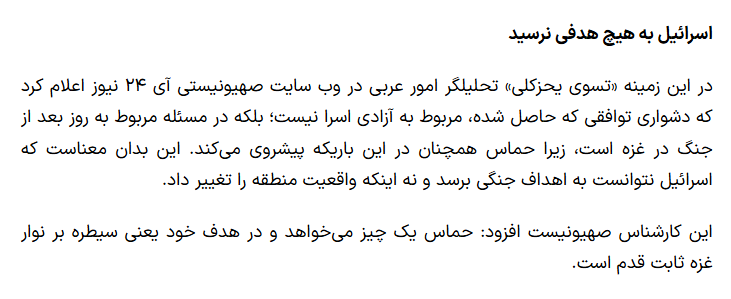 اسرائیل به هیچ هدفی نرسید
در این زمینه «تسوی یحزکلی» تحلیلگر امور عربی در وب سایت صهیونیستی آی ۲۴ نیوز اعلام کرد
که دشواری توافقی که حاصل شده، مربوط به آزادی اسرا نیست؛ بلکه در مسئله مربوط به روز بعد از
جنگ در غزه است، زیرا حماس همچنان در این باریکه پیشروی می‌کند. این بدان معناست که
اسرائیل نتوانست به اهداف جنگی برسد و نه اینکه واقعیت منطقه را تغییر داد.
این کارشناس صهیونیست افزود: حماس یک چیز می‌خواهد و در هدف خود یعنی سیطره بر نوار
غزه ثابت قدم است.